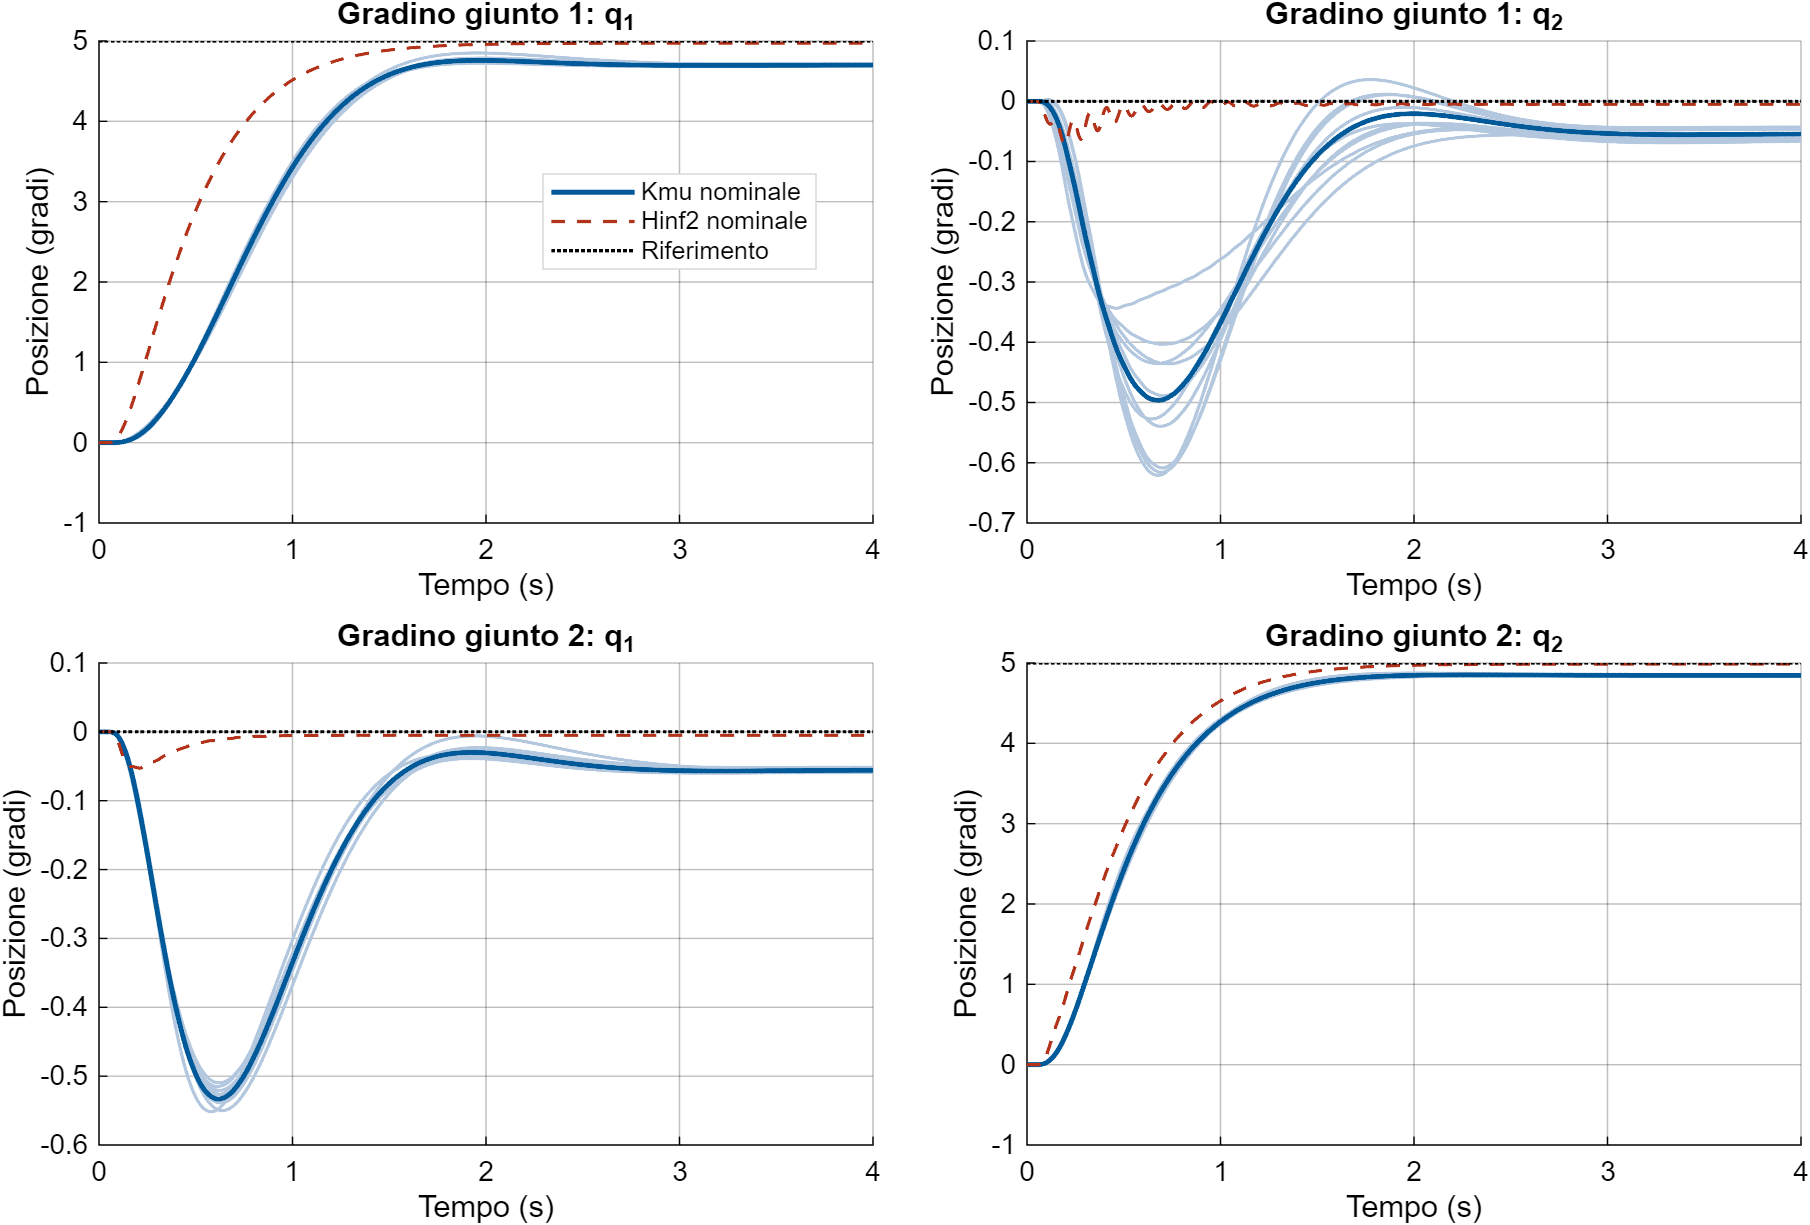 Gradino giunto 1: q1
5
4
3
2
1
0
-1
0 1 2 3 4
Posizione (gradi)
Tempo (s)
Kmu nominale
Hinf2 nominale
Riferimento
Gradino giunto 1: q2
0.1
0
-0.1
-0.2
-0.3
-0.4
-0.5
-0.6
-0.7
0 1 2 3 4
Posizione (gradi)
Tempo (s)
Gradino giunto 2: q1
0.1
0
-0.1
-0.2
-0.3
-0.4
-0.5
-0.6
0 1 2 3 4
Posizione (gradi)
Tempo (s)
Gradino giunto 2: q2
5
4
3
2
1
0
-1
0 1 2 3 4
Posizione (gradi)
Tempo (s)